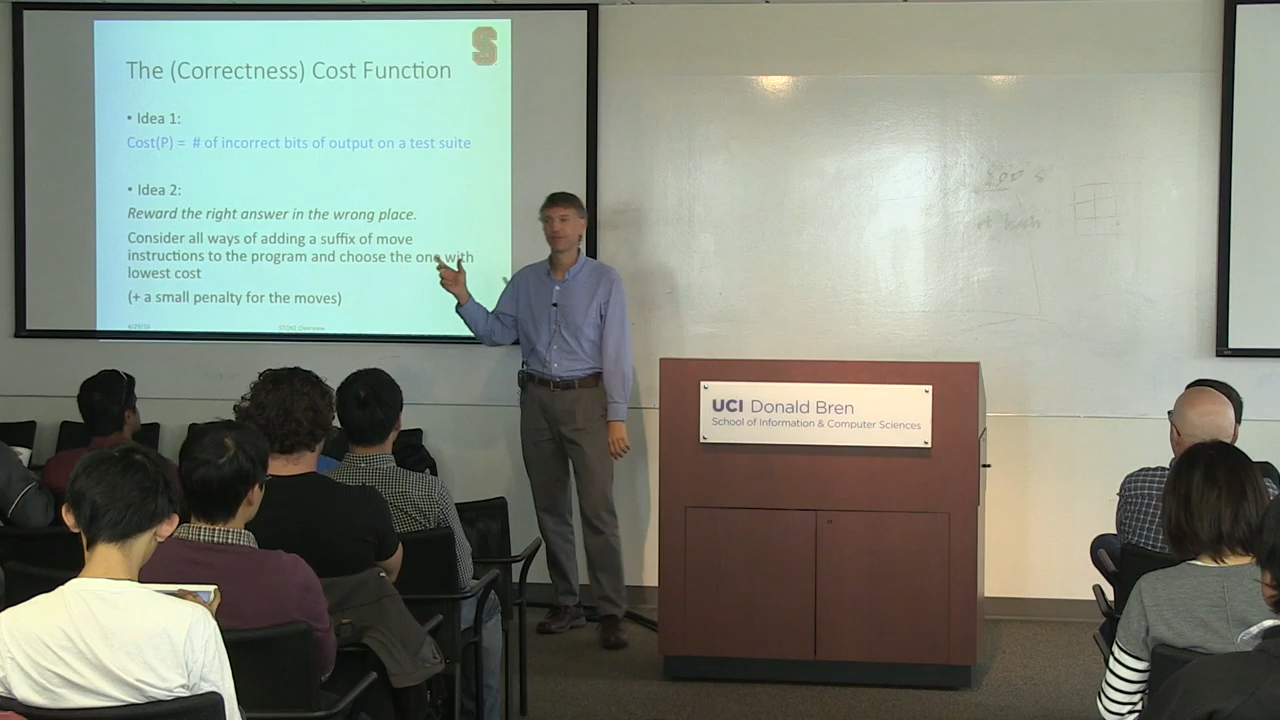 The (Correctness) Cost Function
• Idea 1:
Cost(P) = # of incorrect bits of output on a test suite
• Idea 2:
Reward the right answer in the wrong place.
Consider all ways of adding a suffix of move
instructions to the program and choose the one with
lowest cost
(+ a small penalty for the moves)
4/29/16
STOKE Overview
S
UCI Donald Bren
School of Information & Computer Sciences